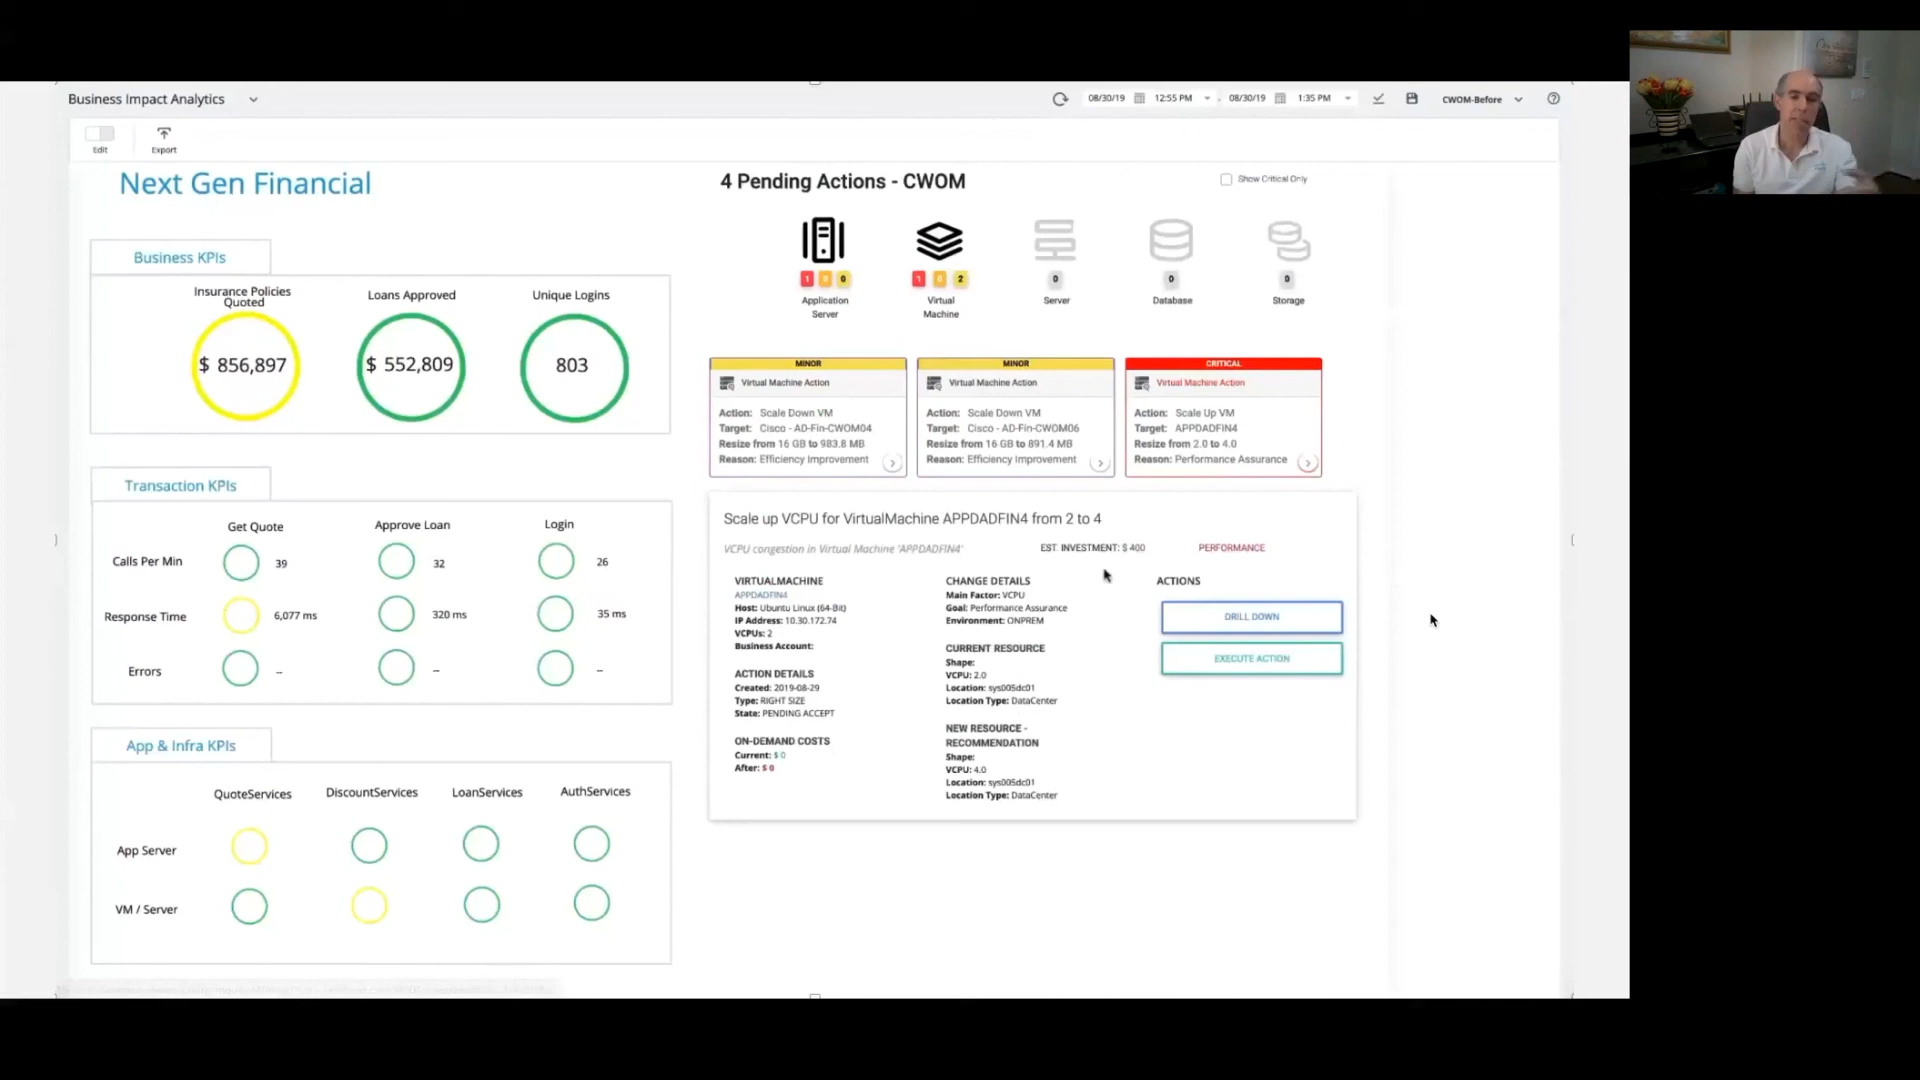 Business Impact Analytics
08/30/19 12:55 PM - 08/30/19 1:35 PM CWOM-Before
Edit
Export
Next Gen Financial
Business KPIs
Insurance Policies
Quoted
Loans Approved
Unique Logins
$ 856,897
$ 552,809
803
Transaction KPIs
Get Quote
Approve Loan
Login
Calls Per Min
39
32
26
Response Time
6,077 ms
320 ms
35 ms
Errors
--
--
--
App & Infra KPIs
QuoteServices
DiscountServices
LoanServices
AuthServices
App Server
VM / Server
4 Pending Actions - CWOM
Show Critical Only
1 0
Application
Server
1 2
Virtual
Machine
0
Server
0
Database
0
Storage
MINOR
Virtual Machine Action
Action: Scale Down VM
Target: Cisco - AD-Fin-CWOM04
Resize from 16 GB to 983.8 MB
Reason: Efficiency Improvement
MINOR
Virtual Machine Action
Action: Scale Down VM
Target: Cisco - AD-Fin-CWOM06
Resize from 16 GB to 891.4 MB
Reason: Efficiency Improvement
CRITICAL
Virtual Machine Action
Action: Scale Up VM
Target: APPDADFIN4
Resize from 2.0 to 4.0
Reason: Performance Assurance
Scale up VCPU for VirtualMachine APPDADFIN4 from 2 to 4
VCPU congestion in Virtual Machine 'APPDADFIN4'
EST. INVESTMENT: $ 400
PERFORMANCE
VIRTUALMACHINE
APPDADFIN4
Host: Ubuntu Linux (64-Bit)
IP Address: 10.30.172.74
VCPUs: 2
Business Account:
ACTION DETAILS
Created: 2019-08-29
Type: RIGHT SIZE
State: PENDING ACCEPT
ON-DEMAND COSTS
Current: $ 0
After: $ 0
CHANGE DETAILS
Main Factor: VCPU
Goal: Performance Assurance
Environment: ONPREM
CURRENT RESOURCE
Shape:
VCPU: 2.0
Location: sys005dc01
Location Type: DataCenter
NEW RESOURCE -
RECOMMENDATION
Shape:
VCPU: 4.0
Location: sys005dc01
Location Type: DataCenter
ACTIONS
DRILL DOWN
EXECUTE ACTION